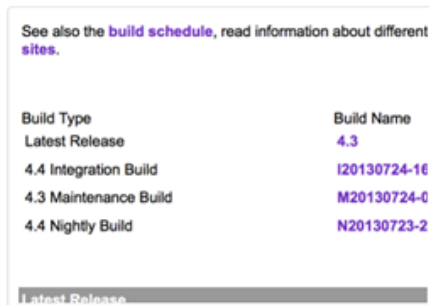 See also the build schedule, read information about different
sites.
Build Type Build Name
Latest Release 4.3
4.4 Integration Build I20130724-16
4.3 Maintenance Build M20130724-0
4.4 Nightly Build N20130723-2
Latest Release